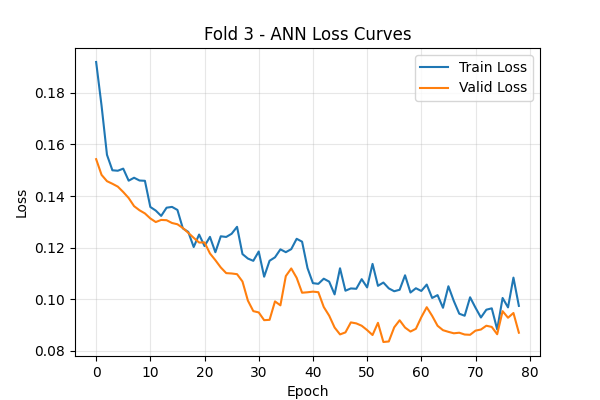 Fold 3 - ANN Loss Curves
Train Loss
Valid Loss
0.18
0.16
0.14
0.12
0.10
0.08
Loss
0 10 20 30 40 50 60 70 80
Epoch